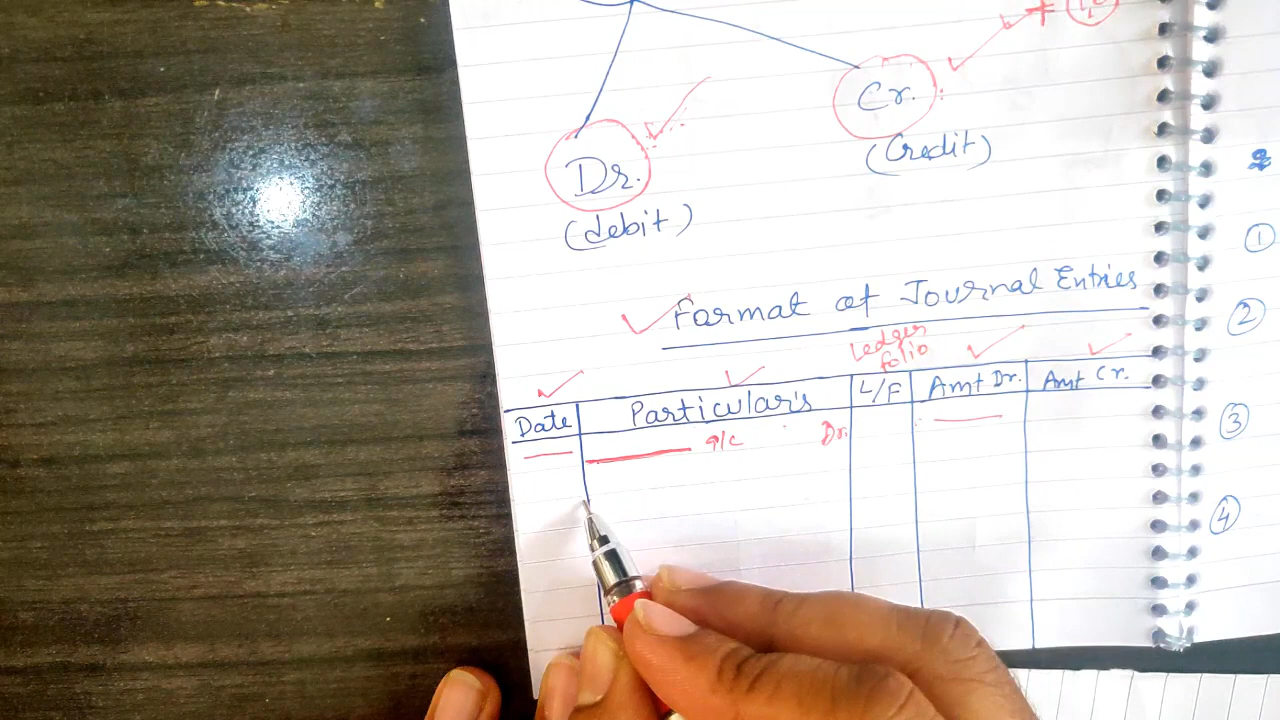 Cr.
(Credit)
Dr.
(debit)
Format of Journal Entries
Ledger
folio
Date Particular's L/F Amt Dr. Amt Cr.
a/c Dr.
1
2
3
4